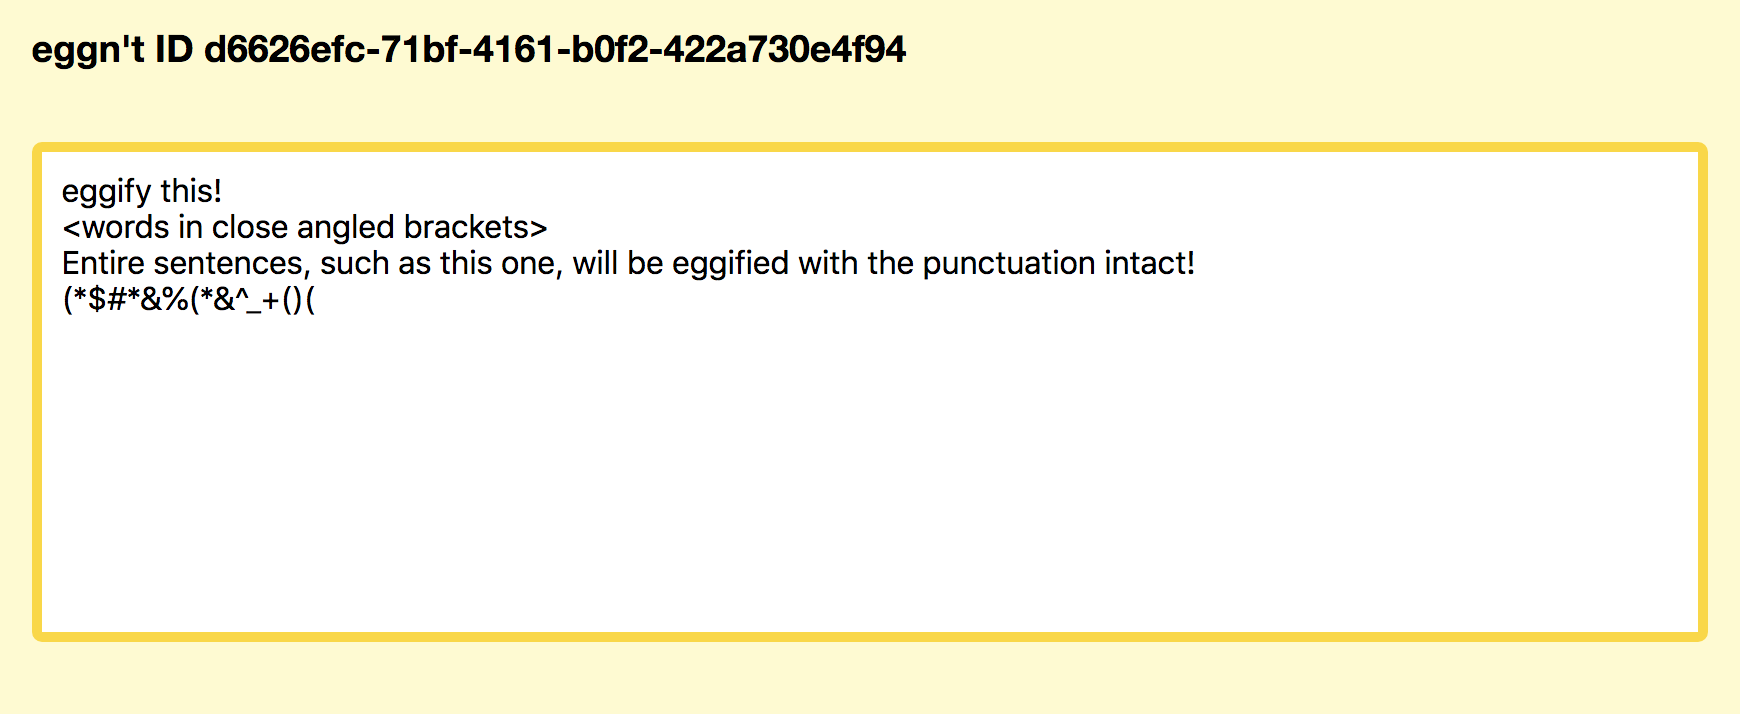 eggn't ID d6626efc-71bf-4161-b0f2-422a730e4f94
eggify this!
<words in close angled brackets>
Entire sentences, such as this one, will be eggified with the punctuation intact!
(*$#*&%(*&^_+()(